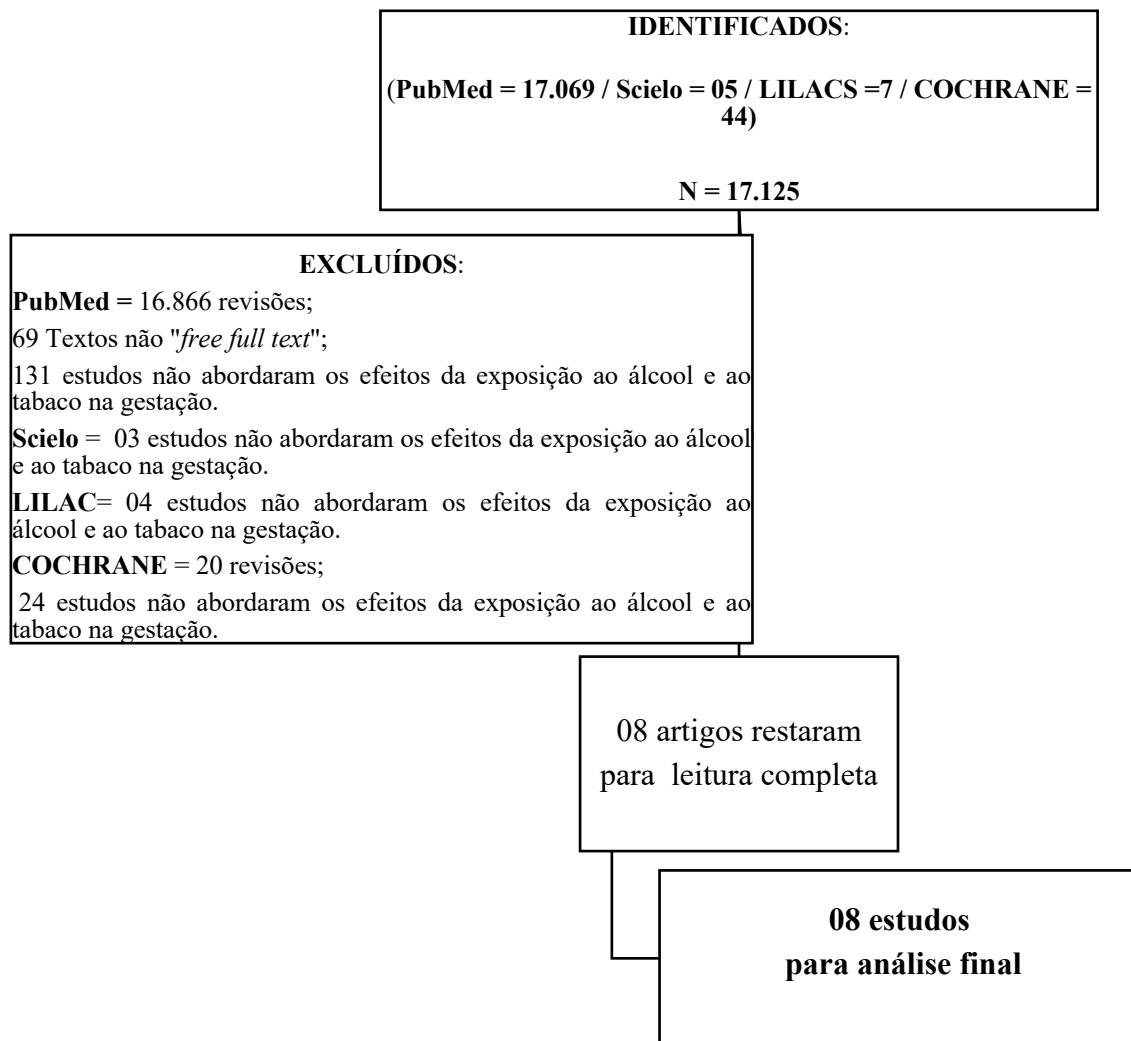 IDENTIFICADOS:
(PubMed = 17.069 / Scielo = 05 / LILACS =7 / COCHRANE =
44)
N = 17.125
EXCLUÍDOS:
PubMed = 16.866 revisões;
69 Textos não "free full text";
131 estudos não abordaram os efeitos da exposição ao álcool e ao
tabaco na gestação.
Scielo = 03 estudos não abordaram os efeitos da exposição ao álcool
e ao tabaco na gestação.
LILAC= 04 estudos não abordaram os efeitos da exposição ao
álcool e ao tabaco na gestação.
COCHRANE = 20 revisões;
24 estudos não abordaram os efeitos da exposição ao álcool e ao
tabaco na gestação.
08 artigos restaram
para leitura completa
08 estudos
para análise final